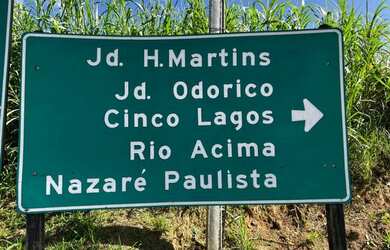 Jd. H. Martins
Jd. Odorico
Cinco Lagos
Rio Acima
Nazaré Paulista